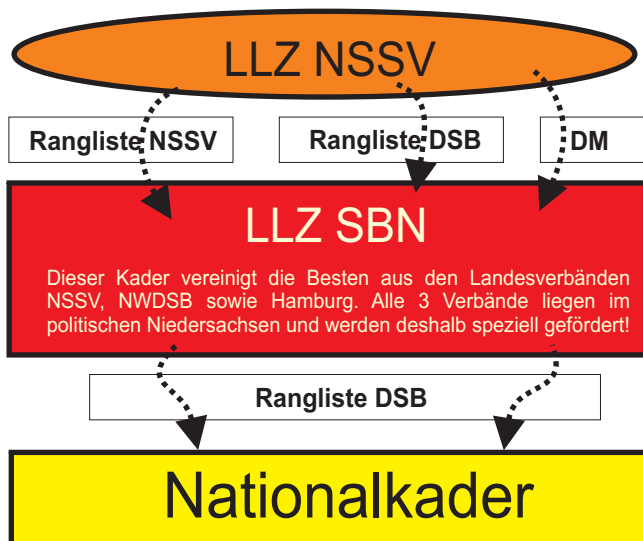 LLZ NSSV
Rangliste NSSV
Rangliste DSB
DM
LLZ SBN
Dieser Kader vereinigt die Besten aus den Landesverbänden
NSSV, NWDSB sowie Hamburg. Alle 3 Verbände liegen im
politischen Niedersachsen und werden deshalb speziell gefördert!
Rangliste DSB
Nationalkader